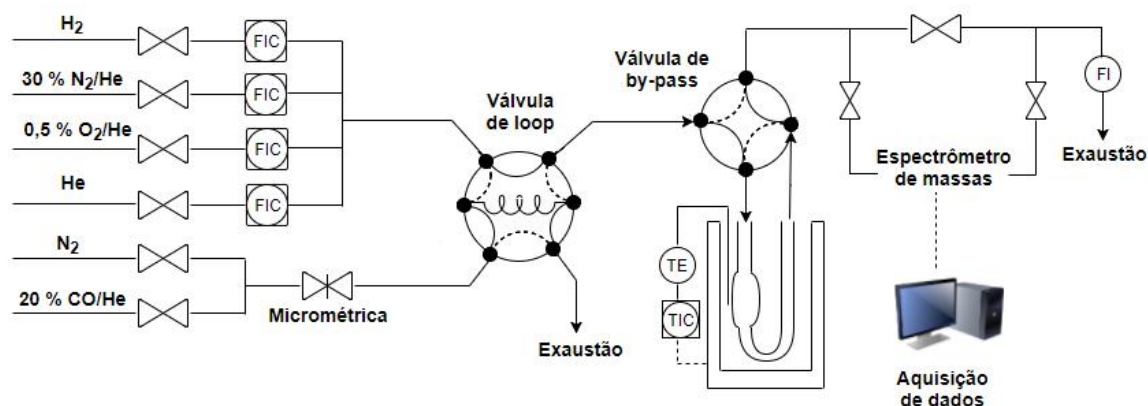 H2
FIC
30 % N2/He
FIC
0,5 % O2/He
FIC
He
FIC
N2
20 % CO/He
Micrométrica
Válvula
de loop
Exaustão
Válvula de
by-pass
TE
TIC
Espectrômetro
de massas
FI
Exaustão
Aquisição
de dados